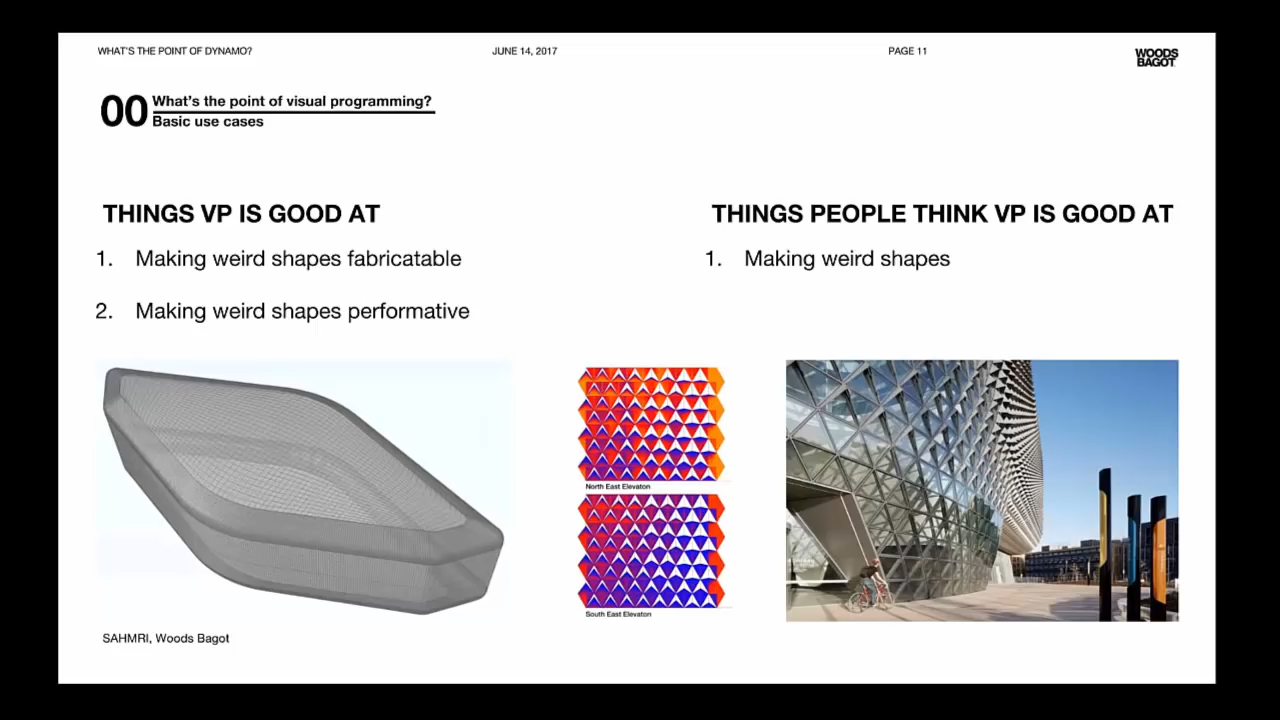 WHAT'S THE POINT OF DYNAMO?
JUNE 14, 2017
PAGE 11
WOODS
BAGOT
00
What's the point of visual programming?
Basic use cases
THINGS VP IS GOOD AT
1. Making weird shapes fabricatable
2. Making weird shapes performative
THINGS PEOPLE THINK VP IS GOOD AT
1. Making weird shapes
North East Elevaton
South East Elevaton
SAHMRI, Woods Bagot